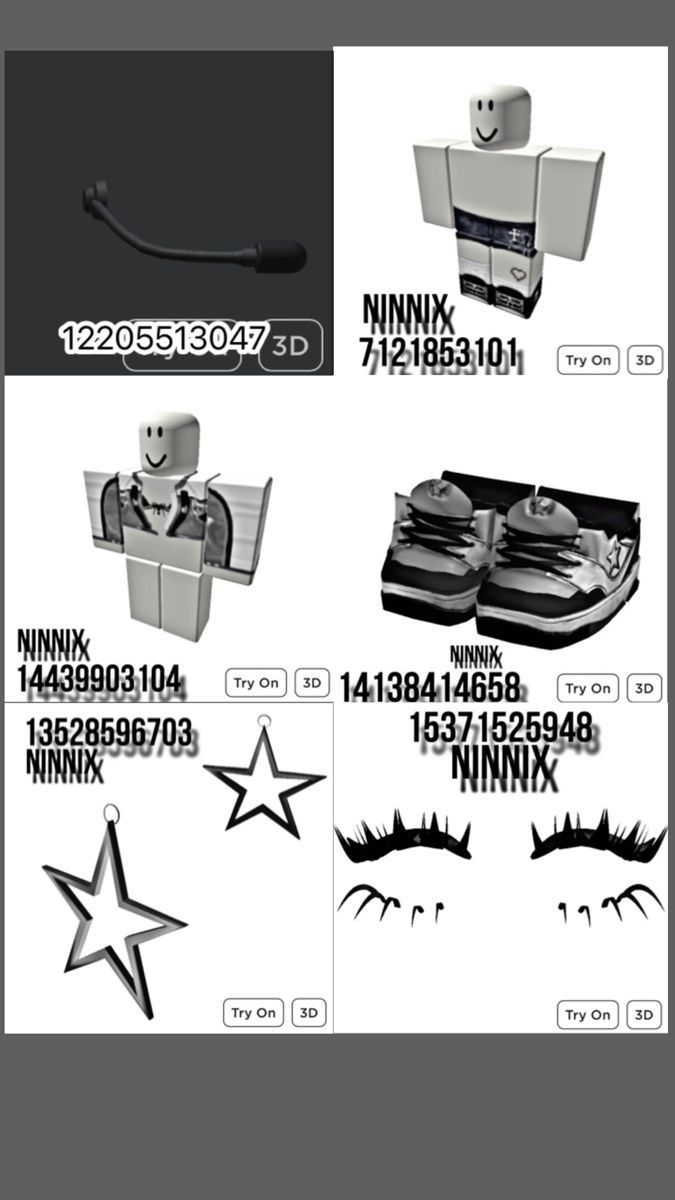 12205513047
3D
NINNIX
7121853101
Try On
3D
NINNIX
14439903104
Try On
3D
NINNIX
14138414658
Try On
3D
13528596703
NINNIX
Try On
3D
15371525948
NINNIX
Try On
3D